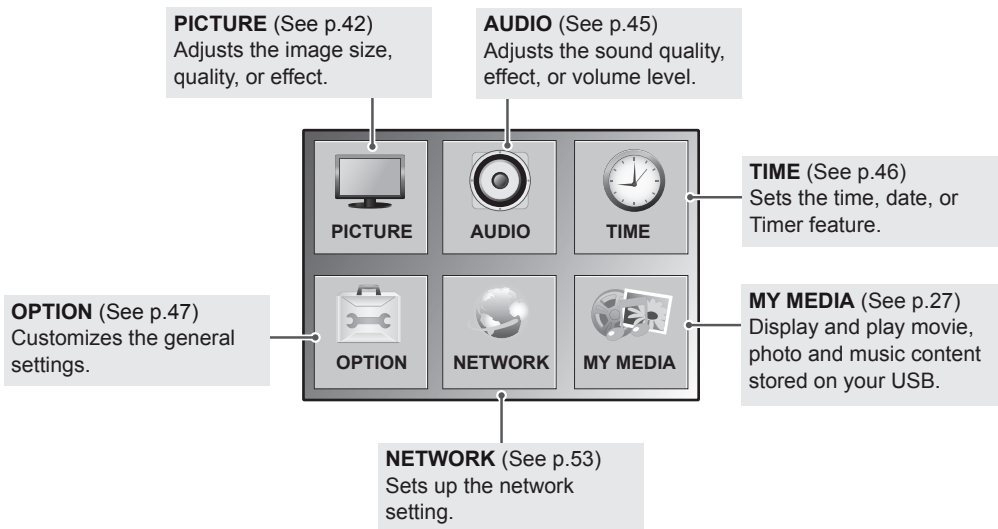 PICTURE (See p.42)
Adjusts the image size,
quality, or effect.
AUDIO (See p.45)
Adjusts the sound quality,
effect, or volume level.
PICTURE
AUDIO
TIME
TIME (See p.46)
Sets the time, date, or
Timer feature.
OPTION (See p.47)
Customizes the general
settings.
OPTION
NETWORK
MY MEDIA
MY MEDIA (See p.27)
Display and play movie,
photo and music content
stored on your USB.
NETWORK (See p.53)
Sets up the network
setting.